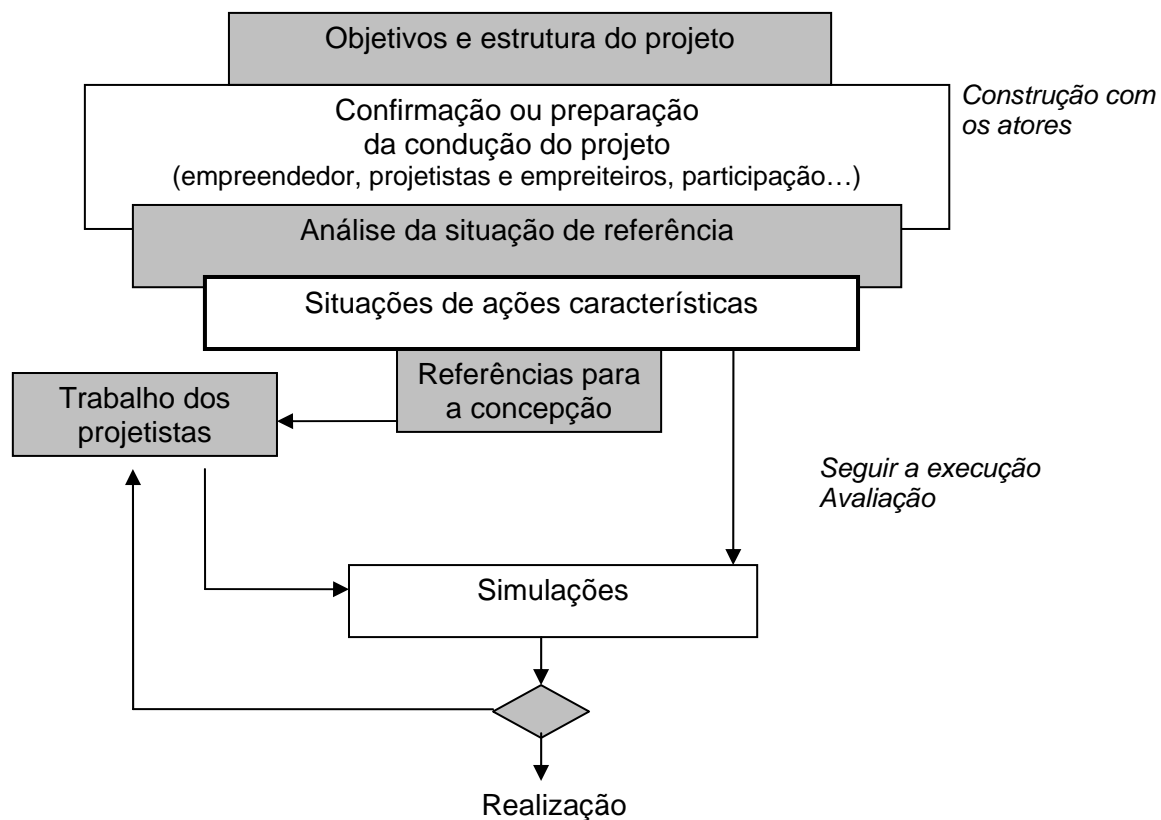 Objetivos e estrutura do projeto
Confirmação ou preparação
da condução do projeto
(empreendedor, projetistas e empreiteiros, participação…)
Construção com
os atores
Análise da situação de referência
Situações de ações características
Referências para
a concepção
Trabalho dos
projetistas
Seguir a execução
Avaliação
Simulações
Realização